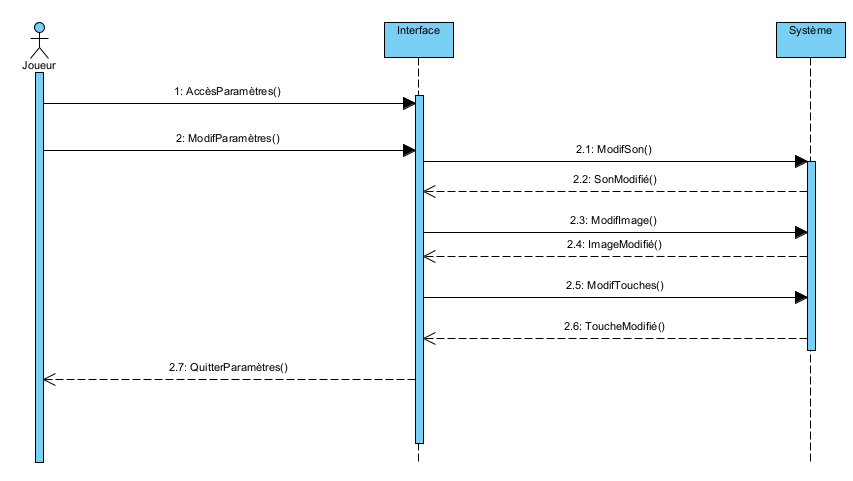 Joueur
Interface
Système
1: AccèsParamètres()
2: ModifParamètres()
2.1: ModifSon()
2.2: SonModifié()
2.3: ModifImage()
2.4: ImageModifié()
2.5: ModifTouches()
2.6: ToucheModifié()
2.7: QuitterParamètres()